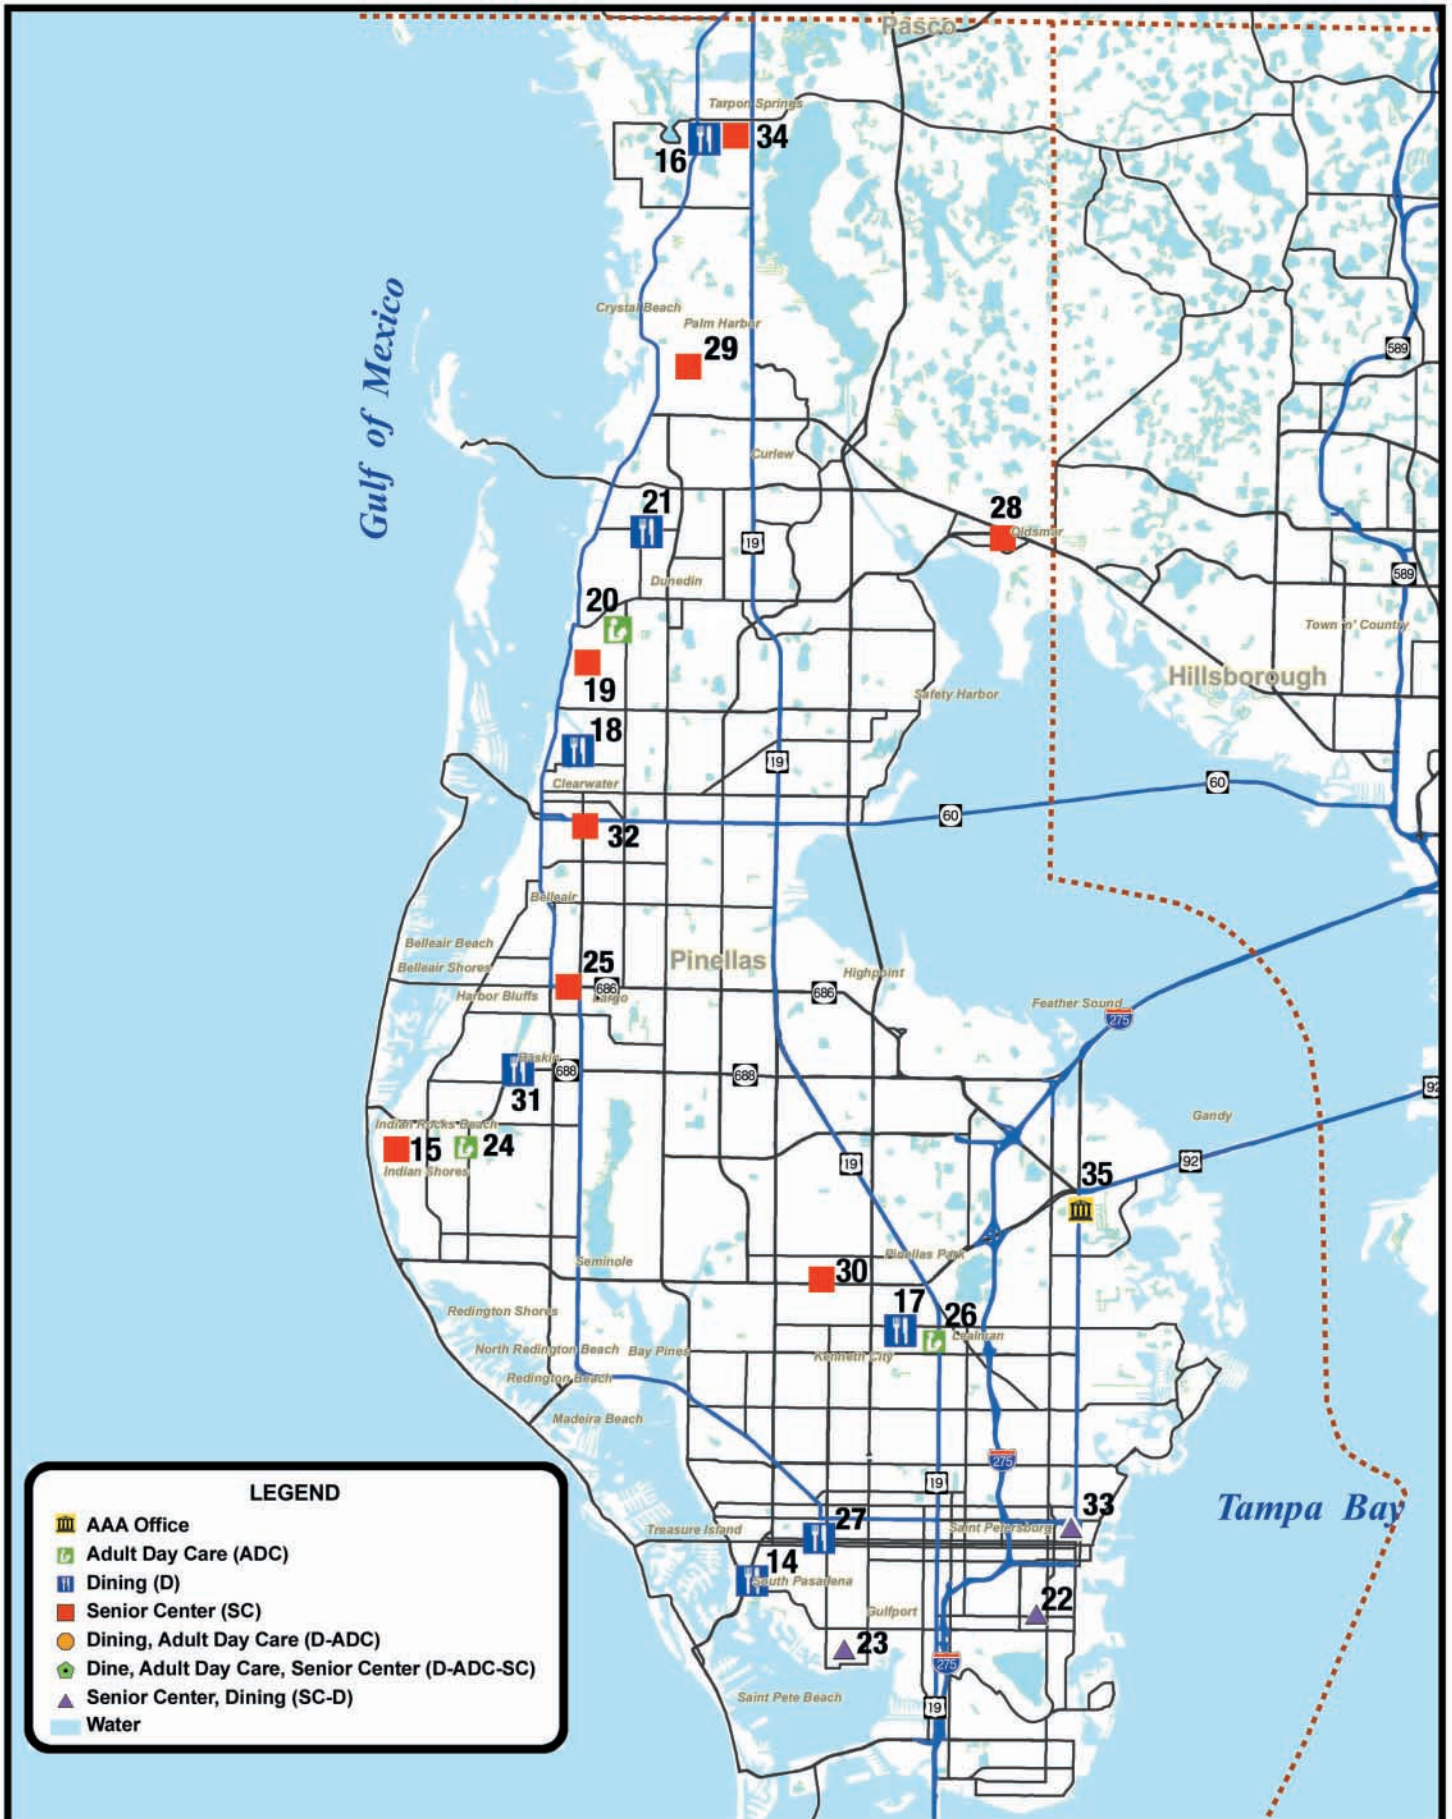 Pasco
Tarpon Springs
16
34
Crystal Beach
Palm Harbor
29
Gulf of Mexico
589
Curlew
21
28
Oldsmar
19
589
Dunedin
20
Town 'n' Country
19
Hillsborough
Safety Harbor
18
19
Clearwater
60
60
32
Belleair
Belleair Beach
Pinellas
25
Belleair Shores
Highpoint
686
686
Harbor Bluffs
Largo
Feather Sound
275
Baskin
688
688
92
31
Gandy
Indian Rocks Beach
15
24
19
92
Indian Shores
35
Pinellas Park
Seminole
30
17
26
Redington Shores
Lealman
North Redington Beach
Bay Pines
Kenneth City
Redington Beach
Madeira Beach
275
19
Tampa Bay
33
27
Treasure Island
Saint Petersburg
14
South Pasadena
22
Gulfport
23
275
Saint Pete Beach
19
LEGEND
AAA Office
Adult Day Care (ADC)
Dining (D)
Senior Center (SC)
Dining, Adult Day Care (D-ADC)
Dine, Adult Day Care, Senior Center (D-ADC-SC)
Senior Center, Dining (SC-D)
Water